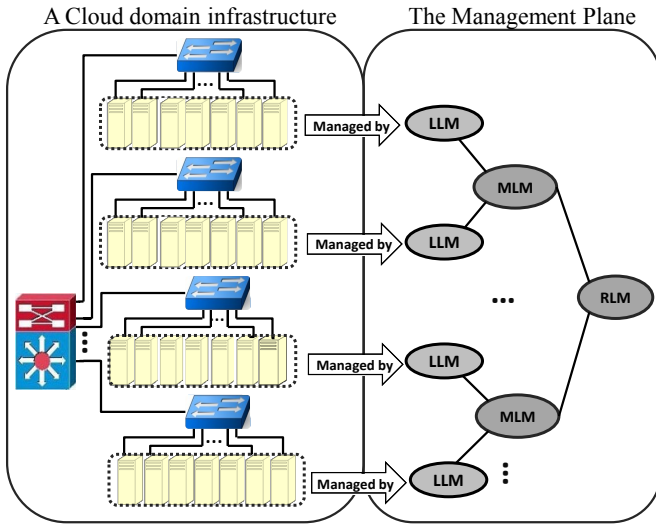 A Cloud domain infrastructure
The Management Plane
...
Managed by
LLM
MLM
...
Managed by
LLM
...
RLM
...
Managed by
LLM
MLM
...
Managed by
LLM